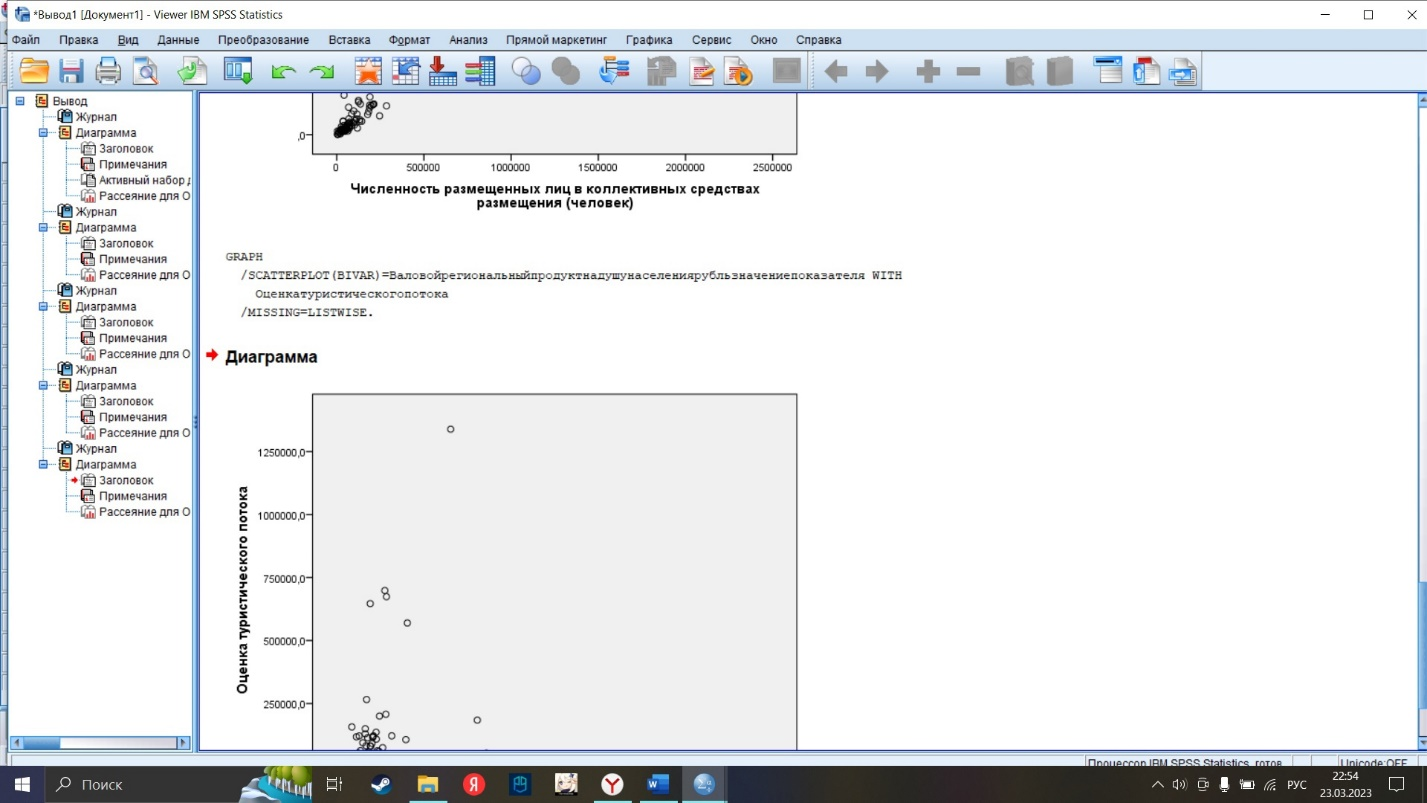 *Вывод1 [Документ1] - Viewer IBM SPSS Statistics
Файл Правка Вид Данные Преобразование Вставка Формат Анализ Прямой маркетинг Графика Сервис Окно Справка
Вывод
Журнал
Диаграмма
Заголовок
Примечания
Активный набор д
Рассеяние для О
Журнал
Диаграмма
Заголовок
Примечания
Рассеяние для О
Журнал
Диаграмма
Заголовок
Примечания
Рассеяние для О
Журнал
Диаграмма
Заголовок
Примечания
Рассеяние для О
Журнал
Диаграмма
Заголовок
Примечания
Рассеяние для О
,0
0 500000 1000000 1500000 2000000 2500000
Численность размещенных лиц в коллективных средствах
размещения (человек)
GRAPH
/SCATTERPLOT(BIVAR)=Валовойрегиональныйпродуктнадушунаселениярубльзначениепоказателя WITH
Оценкатуристическогопотока
/MISSING=LISTWISE.
Диаграмма
Оценка туристического потока
1250000,0
1000000,0
750000,0
500000,0
250000,0
Процессор IBM SPSS Statistics готов
Unicode:OFF
Поиск
РУС
22:54
23.03.2023